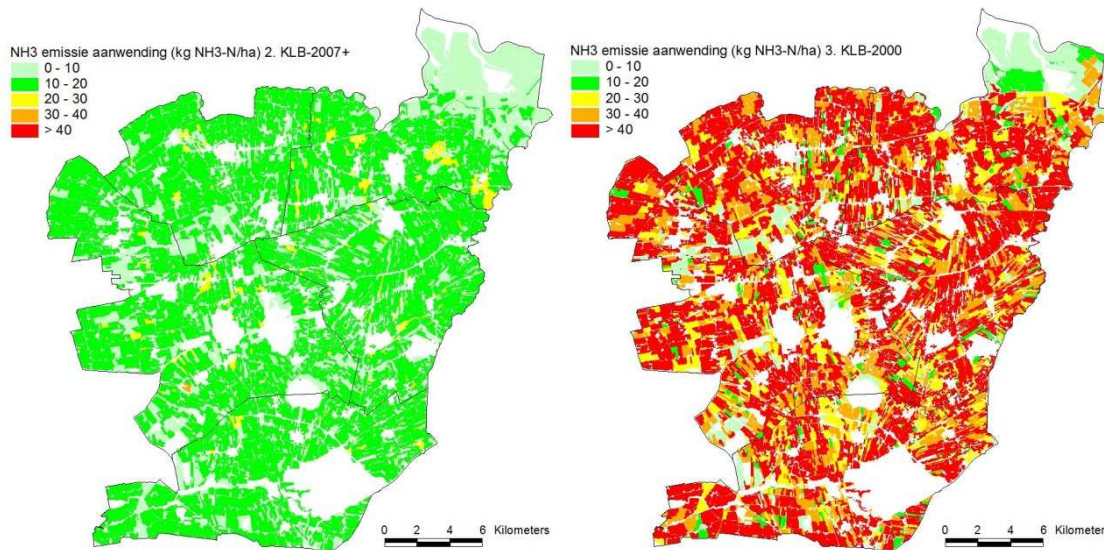 NH3 emissie aanwending (kg NH3-N/ha) 2. KLB-2007+
0 - 10
10 - 20
20 - 30
30 - 40
> 40
0 2 4 6 Kilometers
NH3 emissie aanwending (kg NH3-N/ha) 3. KLB-2000
0 - 10
10 - 20
20 - 30
30 - 40
> 40
0 2 4 6 Kilometers